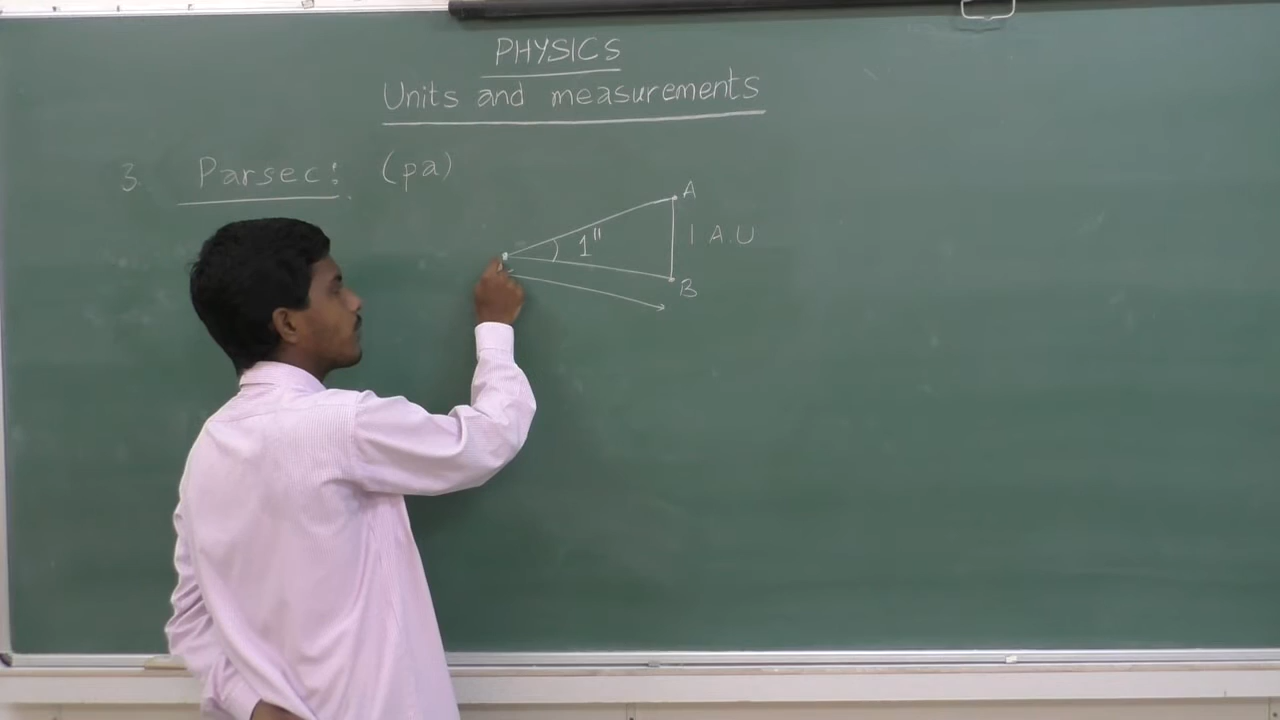 PHYSICS
Units and measurements
3. Parsec: (pa)
A
1"
1 A.U
B